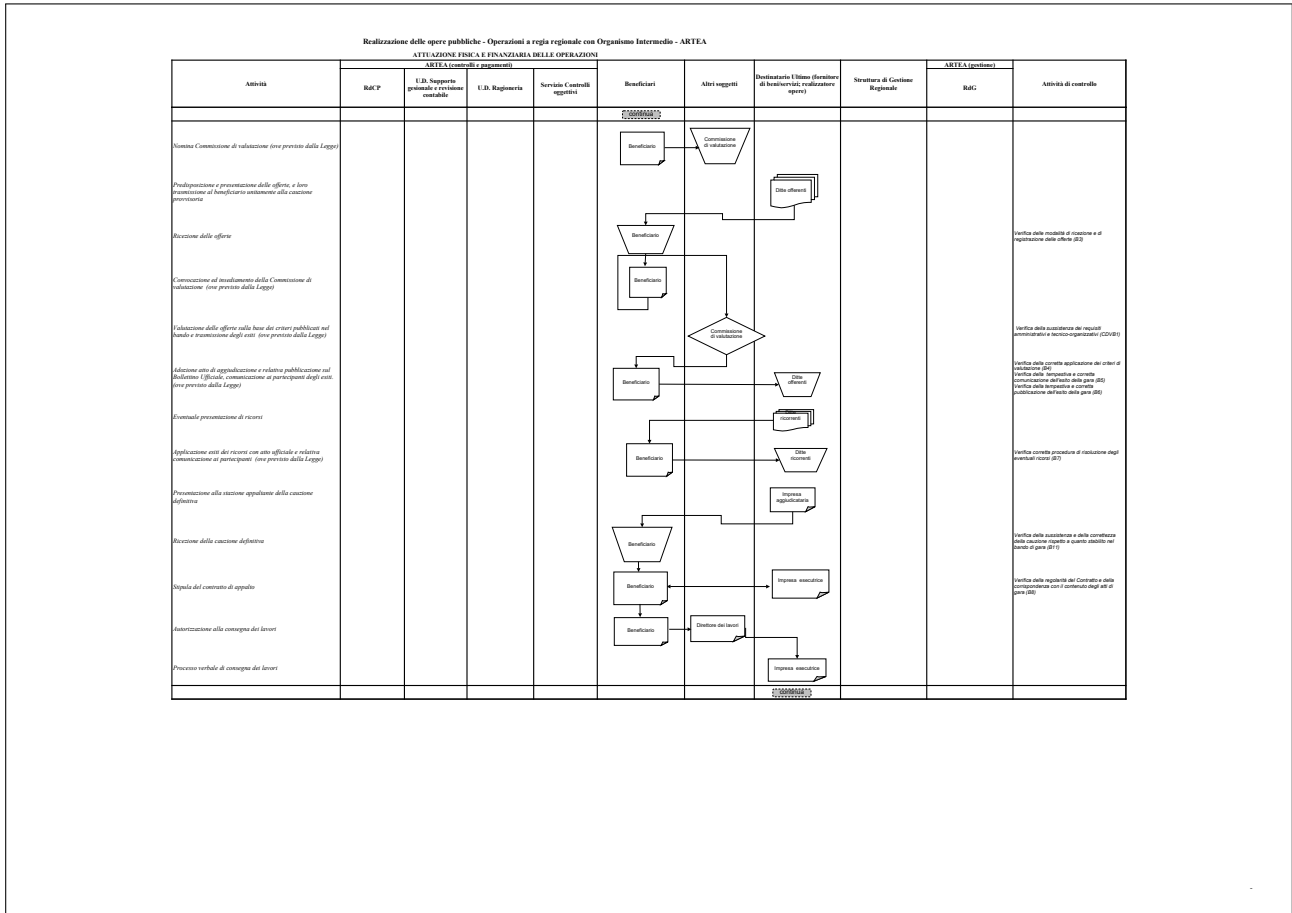 Realizzazione delle opere pubbliche - Operazioni a regia regionale con Organismo Intermedio - ARTEA
ATTUAZIONE FISICA E FINANZIARIA DELLE OPERAZIONI
Attività
ARTEA (controlli e pagamenti)
RdCP
U.D. Supporto
gesionale e revisione
contabile
U.D. Ragioneria
Servizio Controlli
oggettivi
Beneficiari
Altri soggetti
Destinatario Ultimo (fornitore
di beni/servizi; realizzatore
opere)
Struttura di Gestione
Regionale
ARTEA (gestione)
RdG
Attività di controllo
continua
Nomina Commissione di valutazione (ove previsto dalla Legge)
Beneficiario
Commissione
di valutazione
Predisposizione e presentazione delle offerte, e loro
trasmissione al beneficiario unitamente alla cauzione
provvisoria
Ditte offerenti
Ricezione delle offerte
Beneficiario
Verifica delle modalità di ricezione e di
registrazione delle offerte (B3)
Convocazione ed insediamento della Commissione di
valutazione (ove previsto dalla Legge)
Beneficiario
Valutazione delle offerte sulla base dei criteri pubblicati nel
bando e trasmissione degli esiti (ove previsto dalla Legge)
Commissione
di valutazione
Verifica della sussistenza dei requisiti
amministrativi e tecnico-organizzativi (CDVB1)
Adozione atto di aggiudicazione e relativa pubblicazione sul
Bollettino Ufficiale, comunicazione ai partecipanti degli esiti.
(ove previsto dalla Legge)
Beneficiario
Ditte
offerenti
Verifica della corretta applicazione dei criteri di
valutazione (B4)
Verifica della tempestiva e corretta
comunicazione dell'esito della gara (B5)
Verifica della tempestiva e corretta
pubblicazione dell'esito della gara (B6)
Eventuale presentazione di ricorsi
Ditte
ricorrenti
Applicazione esiti dei ricorsi con atto ufficiale e relativa
comunicazione ai partecipanti (ove previsto dalla Legge)
Beneficiario
Ditte
ricorrenti
Verifica corretta procedura di risoluzione degli
eventuali ricorsi (B7)
Presentazione alla stazione appaltante della cauzione
definitiva
Impresa
aggiudicataria
Ricezione della cauzione definitiva
Beneficiario
Verifica della sussistenza e della correttezza
della cauzione rispetto a quanto stabilito nel
bando di gara (B11)
Stipula del contratto di appalto
Beneficiario
Impresa esecutrice
Verifica della regolarità del Contratto e della
corrispondenza con il contenuto degli atti di
gara (B8)
Autorizzazione alla consegna dei lavori
Beneficiario
Direttore dei lavori
Processo verbale di consegna dei lavori
Impresa esecutrice
continua